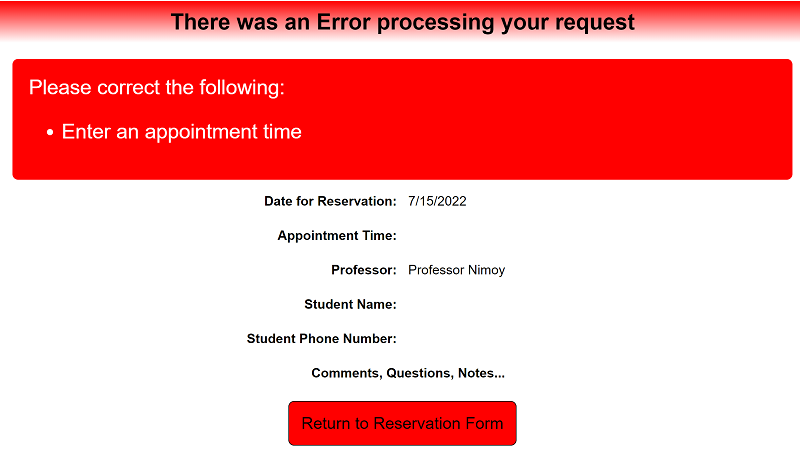 There was an Error processing your request
Please correct the following:
• Enter an appointment time
Date for Reservation: 7/15/2022
Appointment Time:
Professor: Professor Nimoy
Student Name:
Student Phone Number:
Comments, Questions, Notes...
Return to Reservation Form